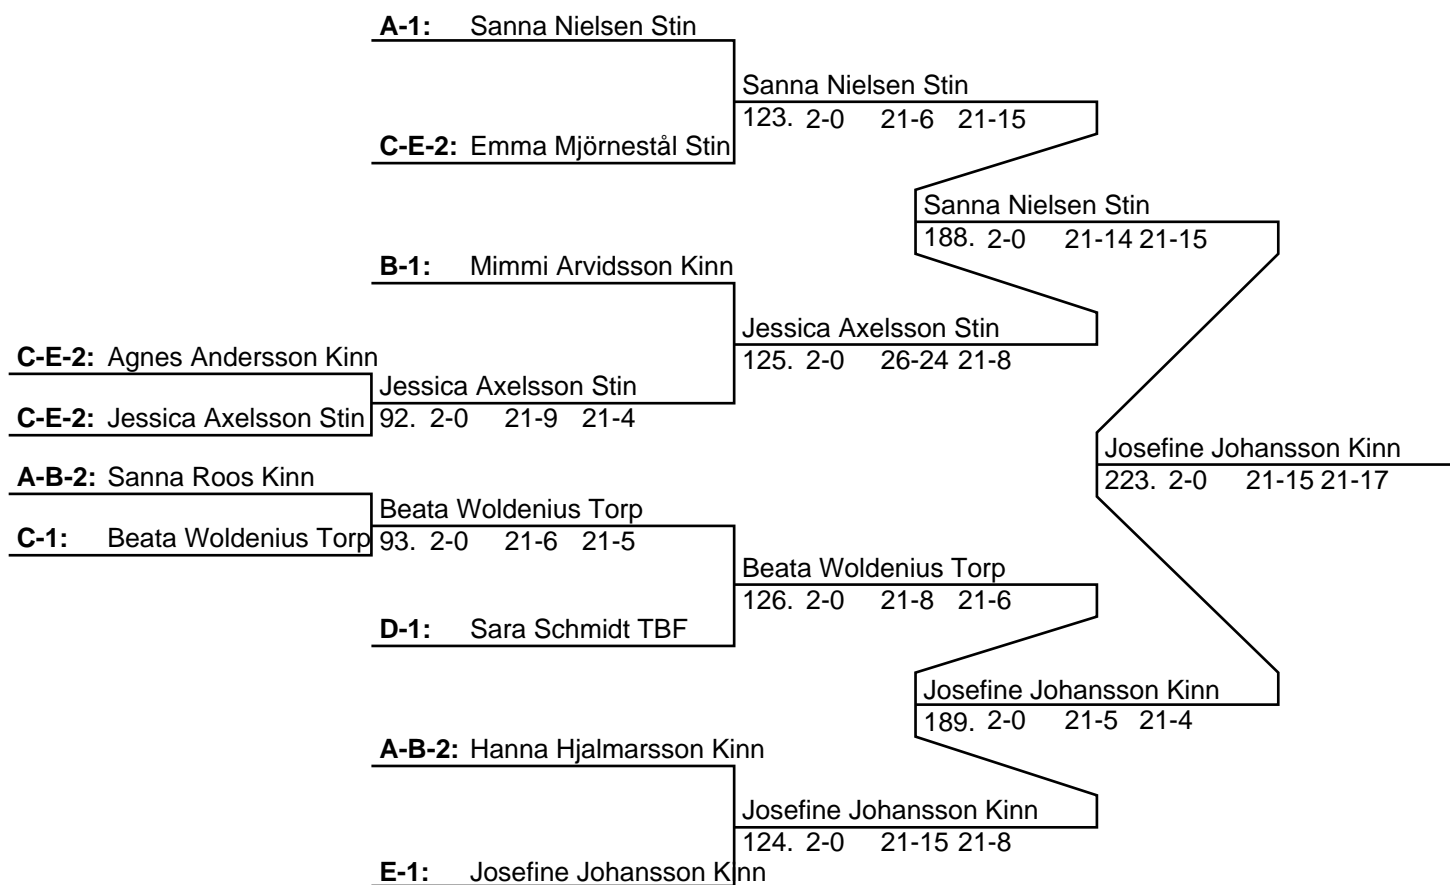 A-1: Sanna Nielsen Stin
Sanna Nielsen Stin
123. 2-0 21-6 21-15
C-E-2: Emma Mjörnestål Stin
Sanna Nielsen Stin
188. 2-0 21-14 21-15
B-1: Mimmi Arvidsson Kinn
Jessica Axelsson Stin
125. 2-0 26-24 21-8
C-E-2: Agnes Andersson Kinn
Jessica Axelsson Stin
C-E-2: Jessica Axelsson Stin 92. 2-0 21-9 21-4
Josefine Johansson Kinn
223. 2-0 21-15 21-17
A-B-2: Sanna Roos Kinn
Beata Woldenius Torp
C-1: Beata Woldenius Torp 93. 2-0 21-6 21-5
Beata Woldenius Torp
126. 2-0 21-8 21-6
D-1: Sara Schmidt TBF
Josefine Johansson Kinn
189. 2-0 21-5 21-4
A-B-2: Hanna Hjalmarsson Kinn
Josefine Johansson Kinn
124. 2-0 21-15 21-8
E-1: Josefine Johansson Kinn